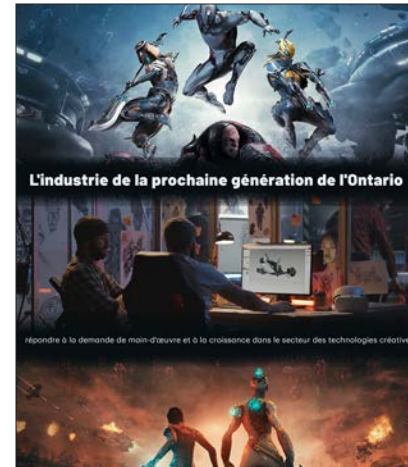 L'industrie de la prochaine génération de l'Ontario
répondre à la demande de main-d'œuvre et à la croissance dans le secteur des technologies créative